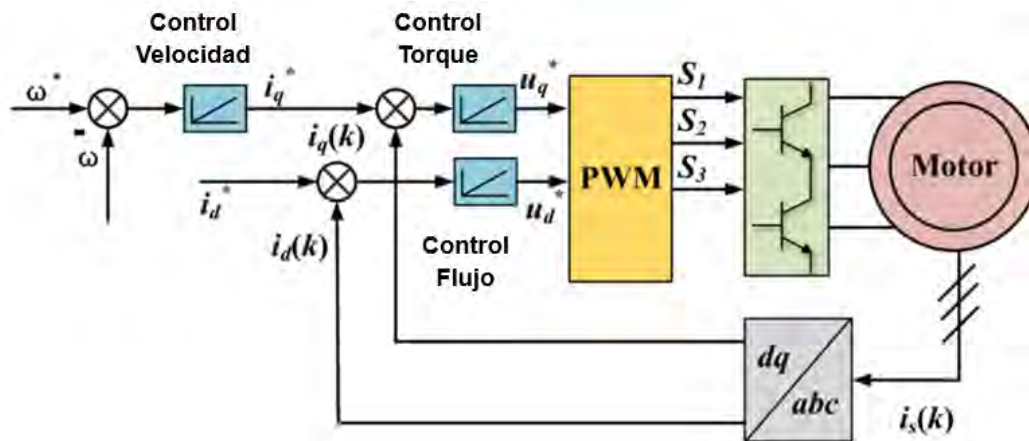 Control
Velocidad
Control
Torque
ω*
-
ω
i_q*
i_q(k)
u_q*
i_d*
i_d(k)
u_d*
Control
Flujo
PWM
S₁
S₂
S₃
Motor
dq
abc
i_s(k)